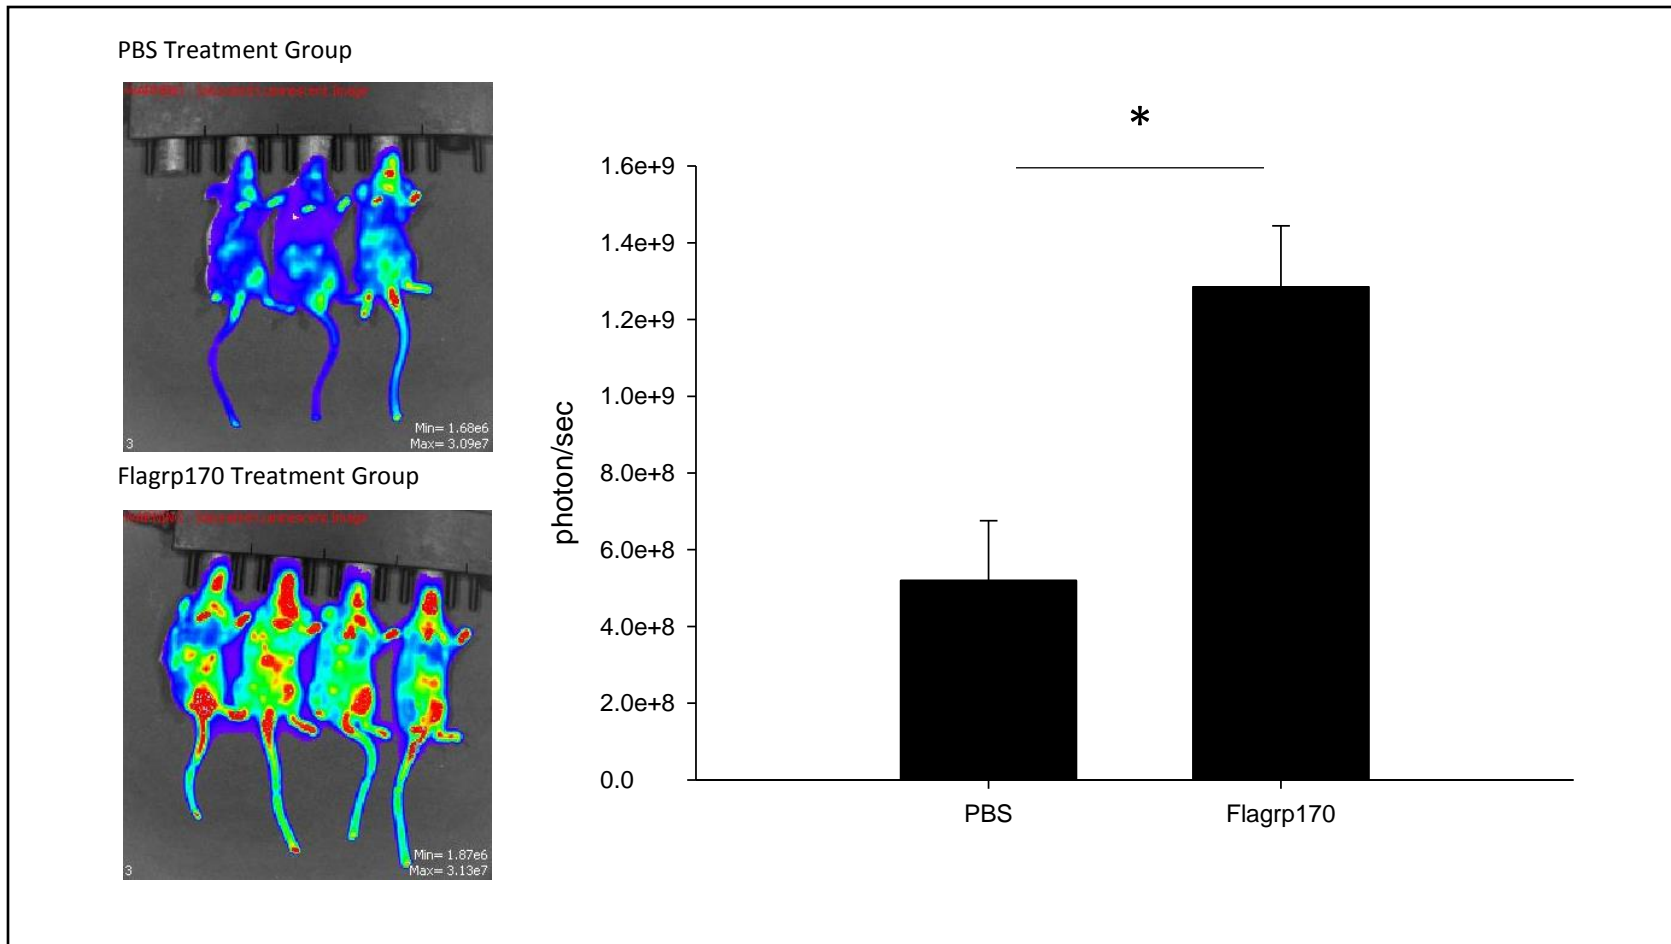 PBS Treatment Group
Min= 1.68e6
3
Max= 3.09e7
Flagrp170 Treatment Group
Min= 1.87e6
3
Max= 3.13e7
*
1.6e+9
1.4e+9
1.2e+9
1.0e+9
8.0e+8
6.0e+8
4.0e+8
2.0e+8
0.0
photon/sec
PBS
Flagrp170